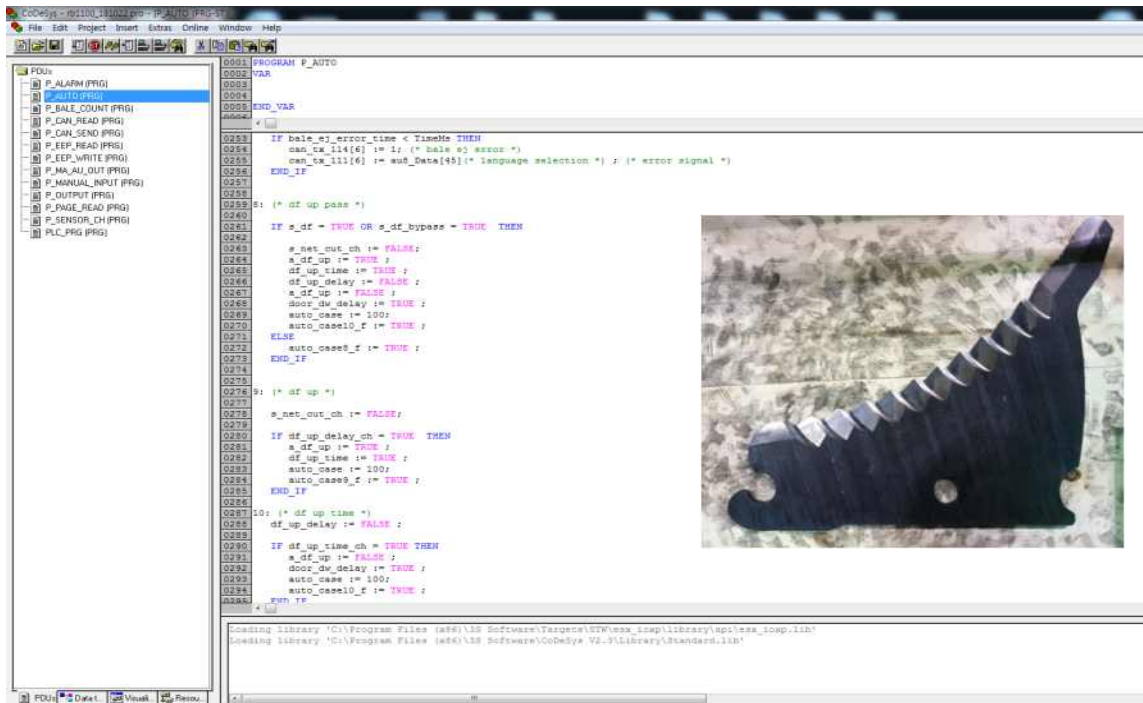 CoDeSys - rb1100_181022.pro - [P_AUTO (PRG-ST
File Edit Project Insert Extras Online Window Help
POUs
P_ALARM (PRG)
P_AUTO (PRG)
P_BALE_COUNT (PRG)
P_CAN_READ (PRG)
P_CAN_SEND (PRG)
P_EEP_READ (PRG)
P_EEP_WRITE (PRG)
P_MA_AU_OUT (PRG)
P_MANUAL_INPUT (PRG)
P_OUTPUT (PRG)
P_PAGE_READ (PRG)
P_SENSOR_CH (PRG)
PLC_PRG (PRG)
0001 PROGRAM P_AUTO
0002 VAR
0003
0004
0005 END_VAR
0253 IF bale_ej_error_time < TimeMs THEN
0254 can_tx_114[6] := 1; (* bale ej error *)
0255 can_tx_111[6] := au8_Data[45](* language selection *) ; (* error signal *)
0256 END_IF
0257
0258
0259 8: (* df up pass *)
0260
0261 IF s_df = TRUE OR s_df_bypass = TRUE THEN
0262
0263 s_net_cut_ch := FALSE;
0264 a_df_up := TRUE ;
0265 df_up_time := TRUE ;
0266 df_up_delay := FALSE ;
0267 a_df_up := FALSE ;
0268 door_dw_delay := TRUE ;
0269 auto_case := 100;
0270 auto_case10_f := TRUE ;
0271 ELSE
0272 auto_case8_f := TRUE ;
0273 END_IF
0274
0275
0276 9: (* df up *)
0277
0278 s_net_cut_ch := FALSE;
0279
0280 IF df_up_delay_ch = TRUE THEN
0281 a_df_up := TRUE ;
0282 df_up_time := TRUE ;
0283 auto_case := 100;
0284 auto_case9_f := TRUE ;
0285 END_IF
0286
0287 10: (* df up time *)
0288 df_up_delay := FALSE ;
0289
0290 IF df_up_time_ch = TRUE THEN
0291 a_df_up := FALSE ;
0292 door_dw_delay := TRUE ;
0293 auto_case := 100;
0294 auto_case10_f := TRUE ;
0295 END_IF
Loading library 'C:\Program Files (x86)\3S Software\Targets\STW\esx_icxp\library\api\esx_icxp.lib'
Loading library 'C:\Program Files (x86)\3S Software\CoDeSys V2.3\Library\Standard.lib'
POUs Data t... Visuali... Resou...